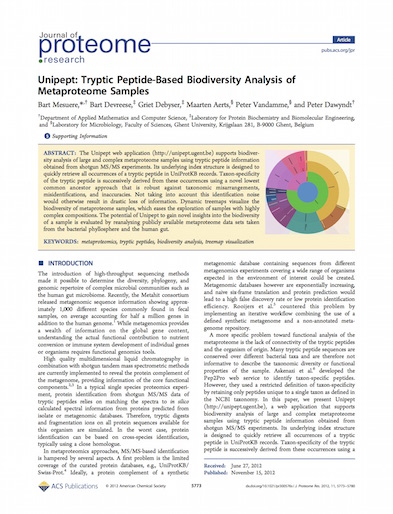 Journal of
proteome
•research
Article
pubs.acs.org/jpr
Unipept: Tryptic Peptide-Based Biodiversity Analysis of
Metaproteome Samples
Bart Mesuere,*,† Bart Devreese,‡ Griet Debyser,‡ Maarten Aerts,§ Peter Vandamme,§ and Peter Dawyndt†
†Department of Applied Mathematics and Computer Science, ‡Laboratory for Protein Biochemistry and Biomolecular Engineering,
and §Laboratory for Microbiology, Faculty of Sciences, Ghent University, Krijgslaan 281, B-9000 Ghent, Belgium
Supporting Information
ABSTRACT: The Unipept web application (http://unipept.ugent.be) supports biodiver-
sity analysis of large and complex metaproteome samples using tryptic peptide information
obtained from shotgun MS/MS experiments. Its underlying index structure is designed to
quickly retrieve all occurrences of a tryptic peptide in UniProtKB records. Taxon-specificity
of the tryptic peptide is successively derived from these occurrences using a novel lowest
common ancestor approach that is robust against taxonomic misarrangements,
misidentifications, and inaccuracies. Not taking into account this identification noise
would otherwise result in drastic loss of information. Dynamic treemaps visualize the
biodiversity of metaproteome samples, which eases the exploration of samples with highly
complex compositions. The potential of Unipept to gain novel insights into the biodiversity
of a sample is evaluated by reanalysing publicly available metaproteome data sets taken
from the bacterial phyllosphere and the human gut.
KEYWORDS: metaproteomics, tryptic peptides, biodiversity analysis, treemap visualization
■ INTRODUCTION
The introduction of high-throughput sequencing methods
made it possible to determine the diversity, phylogeny, and
genomic repertoire of complex microbial communities such as
the human gut microbiome. Recently, the MetaHit consortium
released metagenomic sequence information showing approx-
imately 1,000 different species commonly found in fecal
samples, on average accounting for half a million genes in
addition to the human genome.¹ While metagenomics provides
a wealth of information on the global gene content,
understanding the actual functional contribution to nutrient
conversion or immune system development of individual genes
or organisms requires functional genomics tools.
High quality multidimensional liquid chromatography in
combination with shotgun tandem mass spectrometric methods
are currently implemented to reveal the protein complement of
the metagenome, providing information of the core functional
components.²,³ In a typical single species proteomics experi-
ment, protein identification from shotgun MS/MS data of
tryptic peptides relies on matching the spectra to in silico
calculated spectral information from proteins predicted from
isolate or metagenomic databases. Therefore, tryptic digests
and fragmentation ions on all protein sequences available for
this organism are simulated. In the worst case, protein
identification can be based on cross-species identification,
typically using a close homologue.
In metaproteomics approaches, MS/MS-based identification
is hampered by several aspects. A first problem is the limited
coverage of the curated protein databases, e.g., UniProtKB/
Swiss-Prot.⁴ Ideally, a protein complement of a synthetic
metagenomic database containing sequences from different
metagenomics experiments covering a wide range of organisms
expected in the environment of interest could be created.
Metagenomic databases however are exponentially increasing,
and naive six-frame translation and protein prediction would
lead to a high false discovery rate or low protein identification
efficiency. Rooijers et al.⁵ countered this problem by
implementing an iterative workflow combining the use of a
defined synthetic metagenome and a non-annotated meta-
genome repository.
A more specific problem toward functional analysis of the
metaproteome is the lack of connectivity of the tryptic peptides
and the organism of origin. Many tryptic peptide sequences are
conserved over different bacterial taxa and are therefore not
informative to describe the taxonomic diversity or functional
properties of the sample. Askenazi et al.⁶ developed the
Pep2Pro web service to identify taxon-specific peptides.
However, they used a restricted definition of taxon-specificity
by retaining only peptides unique to a single taxon as defined in
the NCBI taxonomy. In this paper, we present Unipept
(http://unipept.ugent.be), a web application that supports
biodiversity analysis of large and complex metaproteome
samples using tryptic peptide information obtained from
shotgun MS/MS experiments. Its underlying index structure
is designed to quickly retrieve all occurrences of a tryptic
peptide in UniProtKB records. Taxon-specificity of the tryptic
peptide is successively derived from these occurrences using a
Received: June 27, 2012
Published: November 15, 2012
ACS Publications
© 2012 American Chemical Society
5773